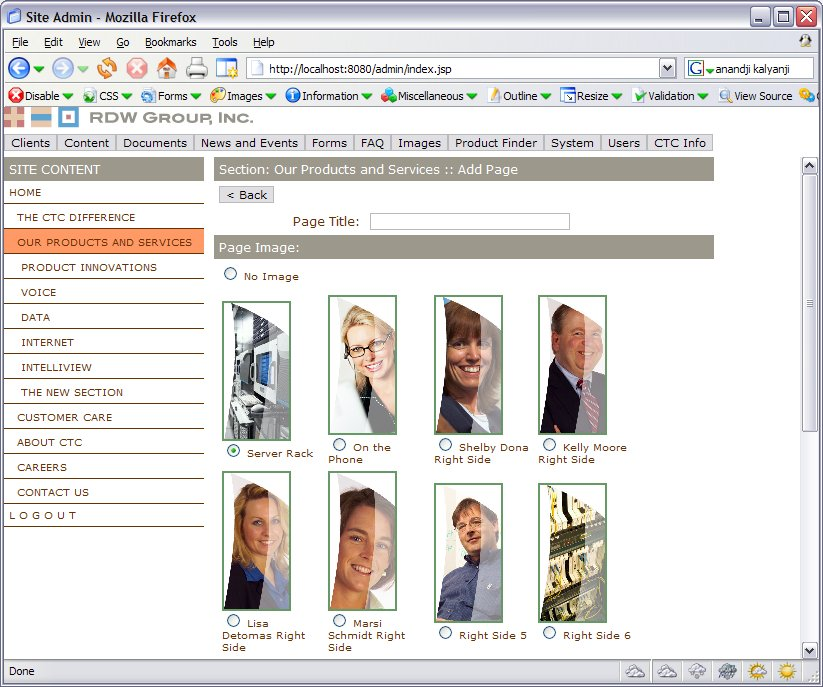 Site Admin - Mozilla Firefox
File Edit View Go Bookmarks Tools Help
http://localhost:8080/admin/index.jsp
G anandji kalyanji
Disable CSS Forms Images Information Miscellaneous Outline Resize Validation View Source
RDW GROUP, INC.
Clients Content Documents News and Events Forms FAQ Images Product Finder System Users CTC Info
SITE CONTENT
HOME
THE CTC DIFFERENCE
OUR PRODUCTS AND SERVICES
PRODUCT INNOVATIONS
VOICE
DATA
INTERNET
INTELLIVIEW
THE NEW SECTION
CUSTOMER CARE
ABOUT CTC
CAREERS
CONTACT US
L O G O U T
Section: Our Products and Services :: Add Page
< Back
Page Title:
Page Image:
No Image
Server Rack
On the
Phone
Shelby Dona
Right Side
Kelly Moore
Right Side
Lisa
Detomas Right
Side
Marsi
Schmidt Right
Side
Right Side 5
Right Side 6
Done